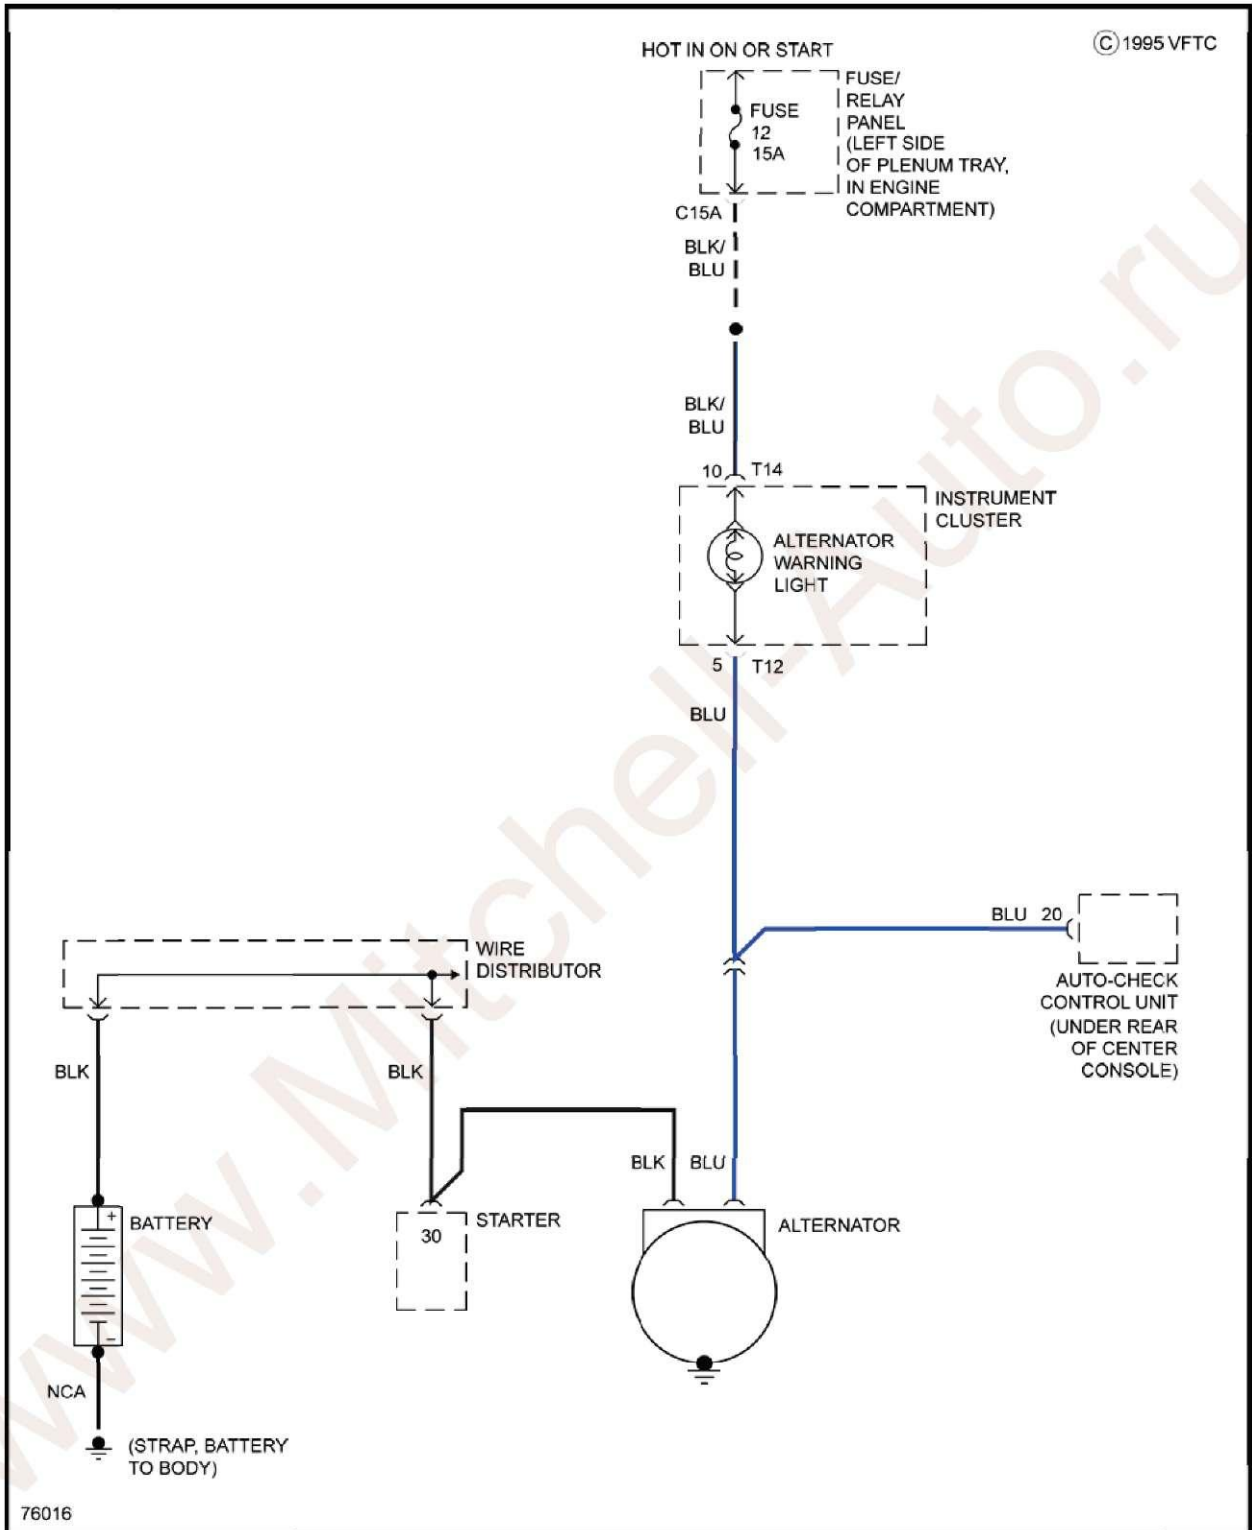 HOT IN ON OR START
© 1995 VFTC
FUSE
12
15A
FUSE/
RELAY
PANEL
(LEFT SIDE
OF PLENUM TRAY,
IN ENGINE
COMPARTMENT)
C15A
BLK/
BLU
BLK/
BLU
10 T14
INSTRUMENT
CLUSTER
ALTERNATOR
WARNING
LIGHT
5 T12
BLU
BLU 20
AUTO-CHECK
CONTROL UNIT
(UNDER REAR
OF CENTER
CONSOLE)
WIRE
DISTRIBUTOR
BLK
BLK
BLK
BLU
+
BATTERY
-
30
STARTER
ALTERNATOR
NCA
(STRAP, BATTERY
TO BODY)
76016
www.Mitchell-Auto.ru